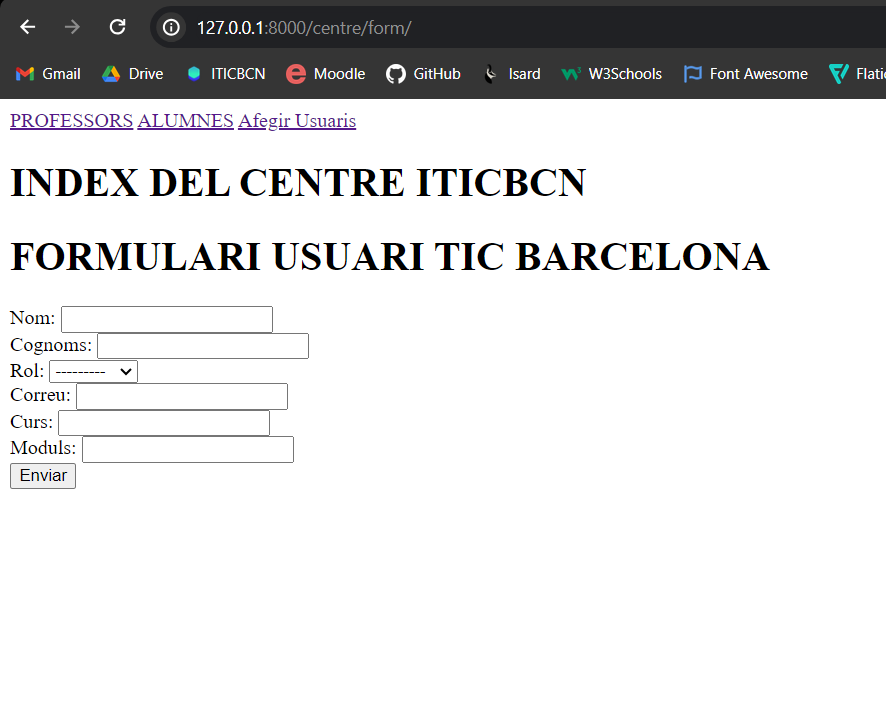 127.0.0.1:8000/centre/form/
Gmail Drive ITICBCN Moodle GitHub Isard W3Schools Font Awesome Flatic
PROFESSORS ALUMNES Afegir Usuaris
INDEX DEL CENTRE ITICBCN
FORMULARI USUARI TIC BARCELONA
Nom:
Cognoms:
Rol: ---------
Correu:
Curs:
Moduls:
Enviar